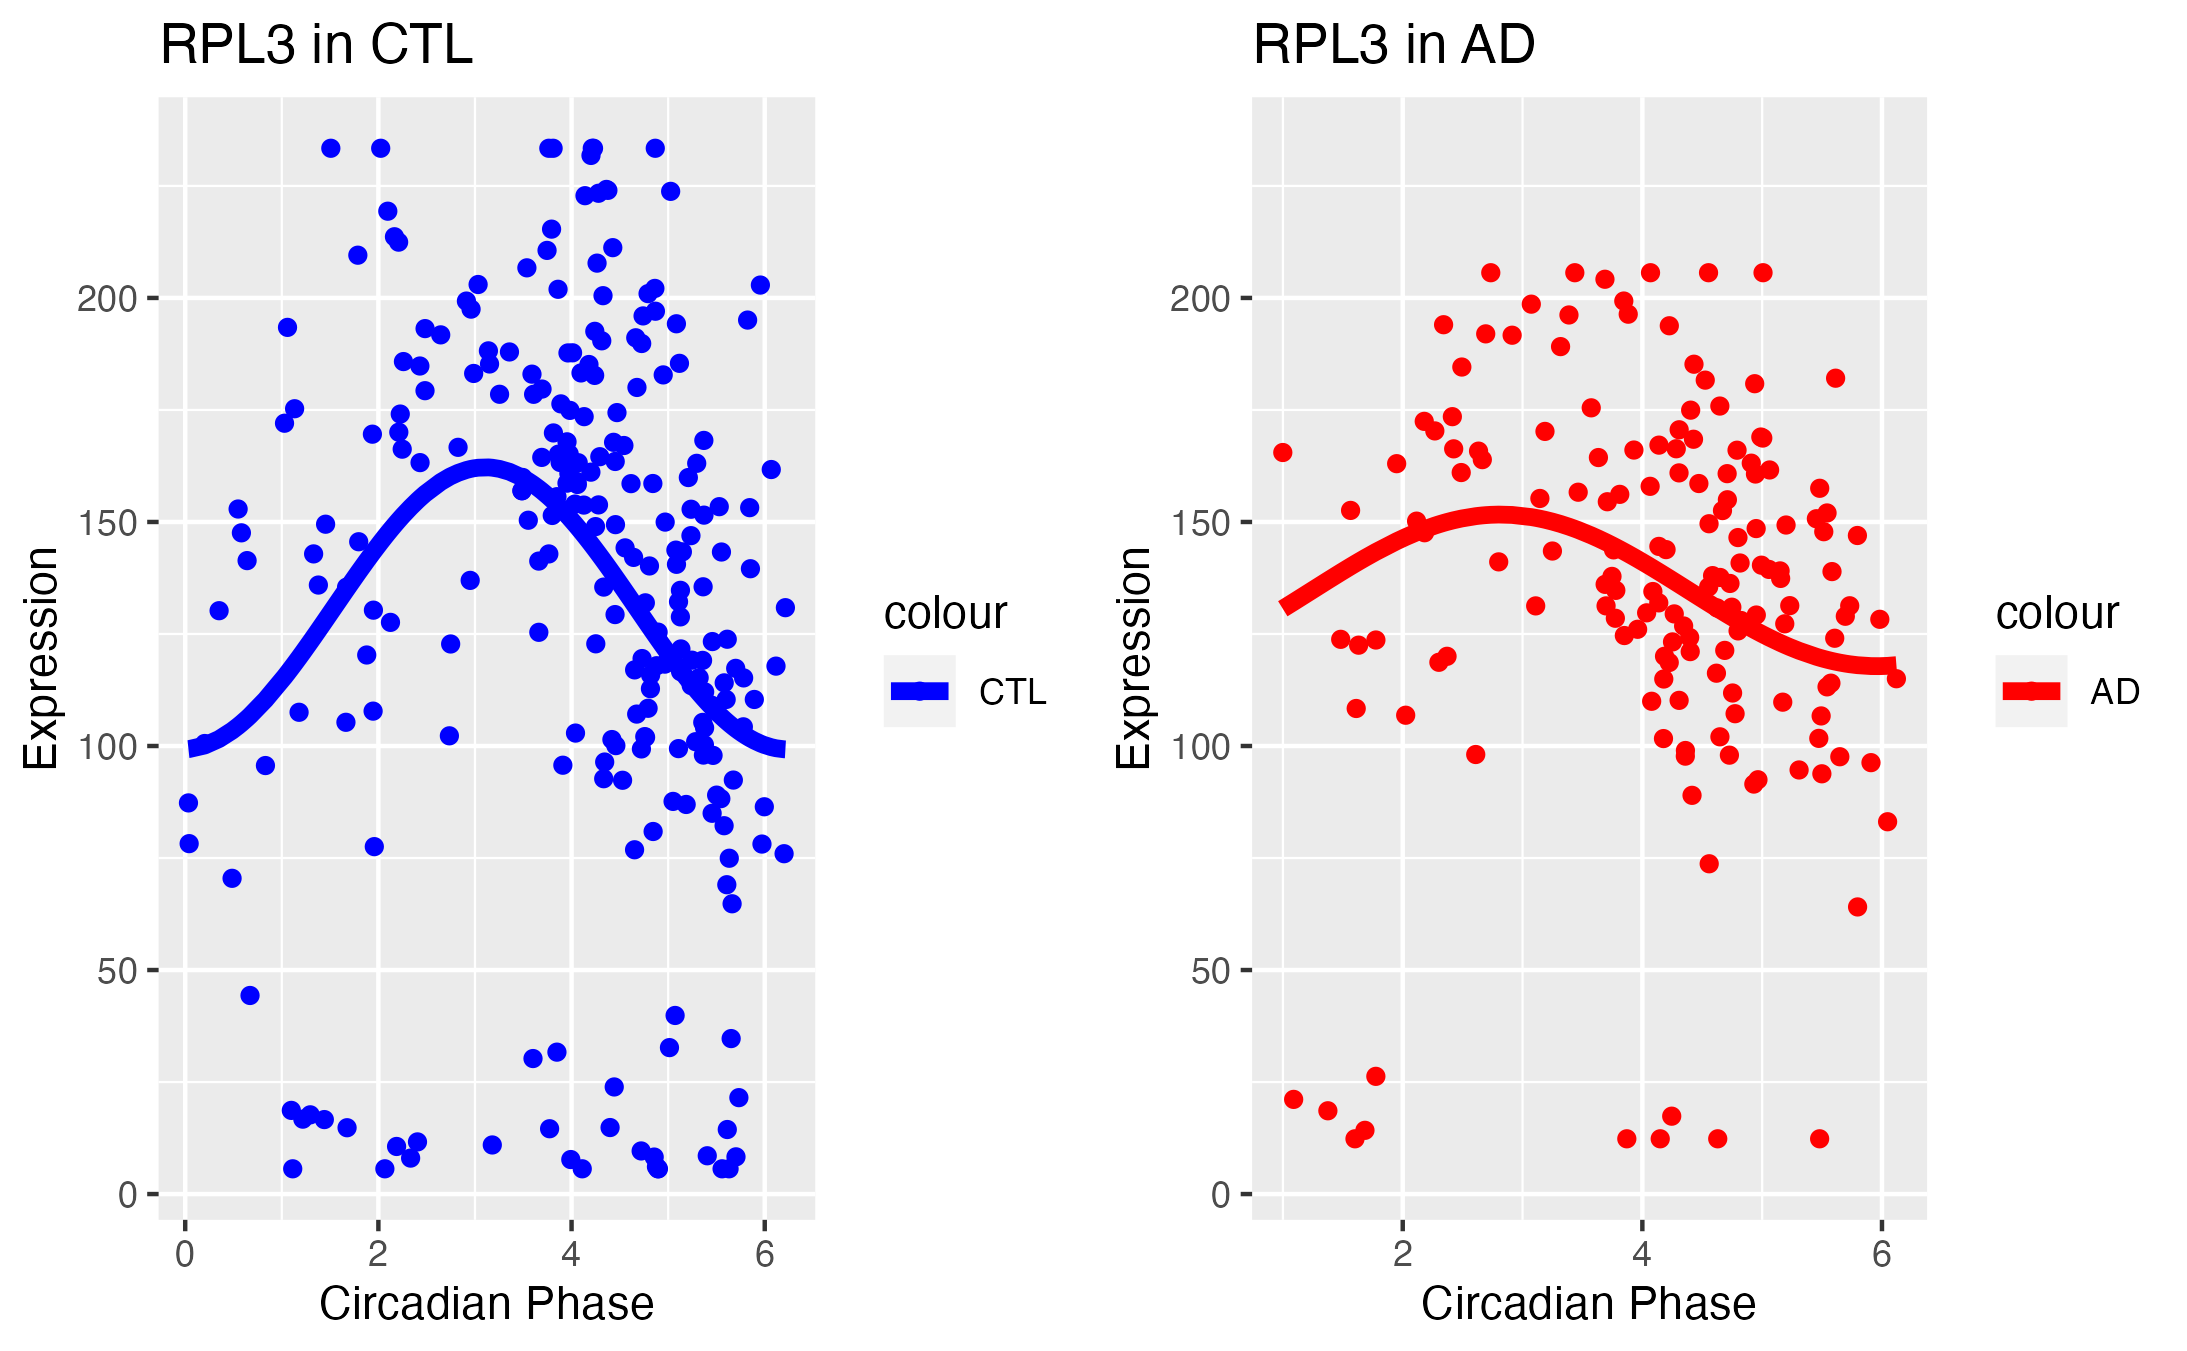 RPL3 in CTL
Expression
200
150
100
50
0
0 2 4 6
Circadian Phase
colour
CTL
RPL3 in AD
Expression
200
150
100
50
0
2 4 6
Circadian Phase
colour
AD